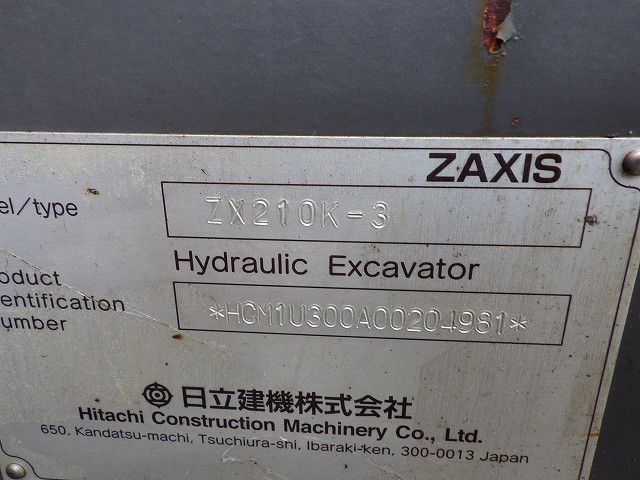 ZAXIS
el/type
ZX210K-3
Hydraulic Excavator
oduct
entification
umber
*HCM1U300A00204981*
日立建機株式会社
Hitachi Construction Machinery Co., Ltd.
650, Kandatsu-machi, Tsuchiura-shi, Ibaraki-ken, 300-0013 Japan